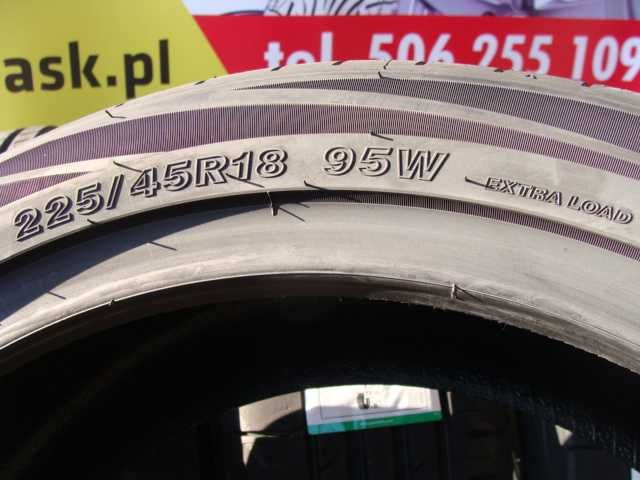 ask.pl
tel. 506 255 109
225/45R18 95W EXTRA LOAD